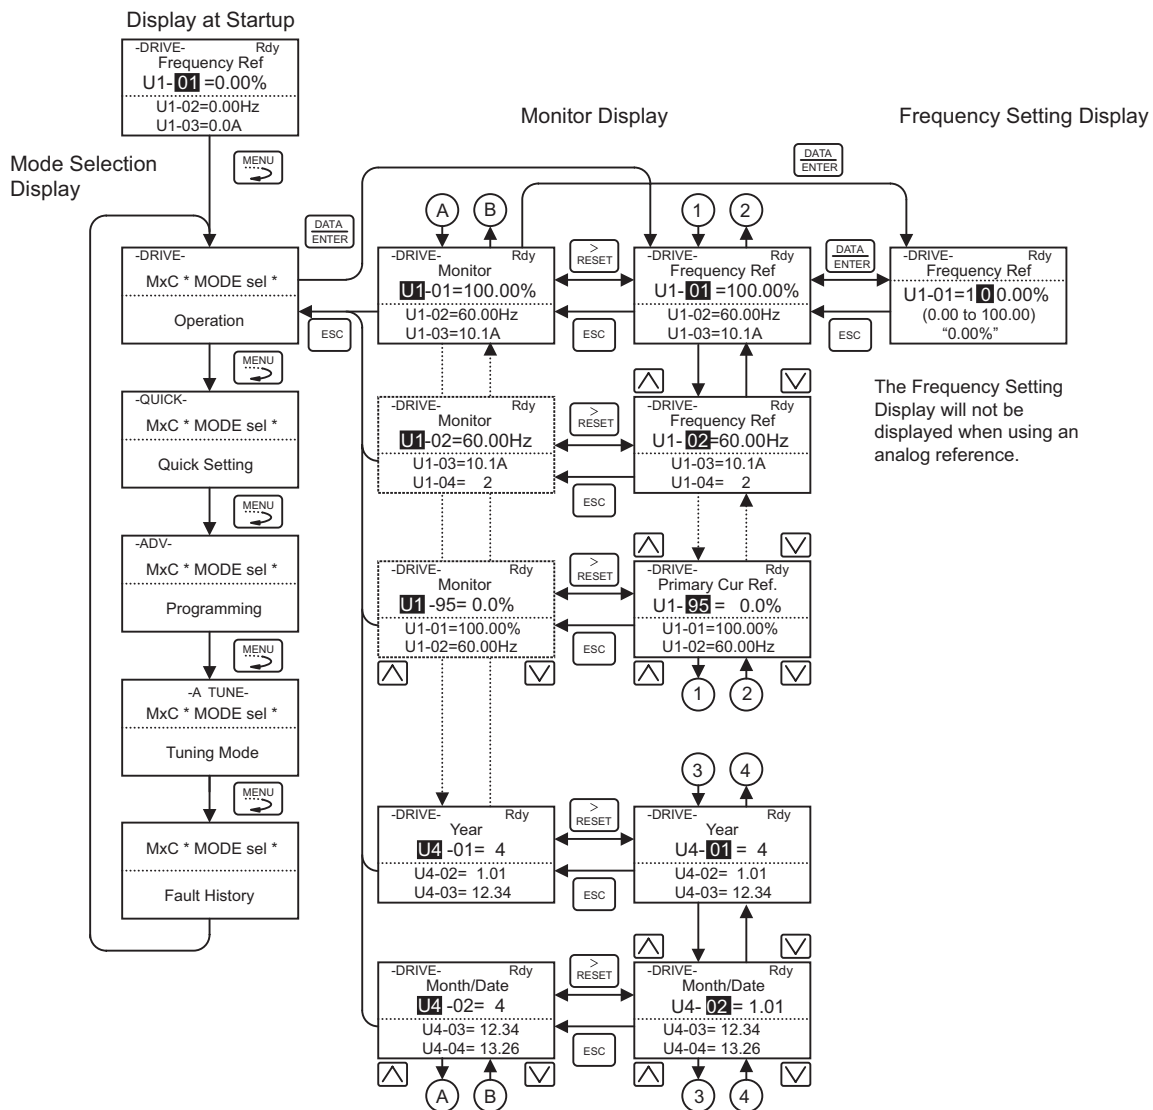 Display at Startup
-DRIVE- Rdy
Frequency Ref
U1- 01 =0.00%
U1-02=0.00Hz
U1-03=0.0A
Monitor Display
Frequency Setting Display
Mode Selection
Display
MENU
DATA
ENTER
DATA
ENTER
A
B
1
2
-DRIVE-
MxC * MODE sel *
Operation
-DRIVE- Rdy
Monitor
U1-01=100.00%
U1-02=60.00Hz
U1-03=10.1A
>
RESET
ESC
-DRIVE- Rdy
Frequency Ref
U1- 01 =100.00%
U1-02=60.00Hz
U1-03=10.1A
DATA
ENTER
ESC
-DRIVE- Rdy
Frequency Ref
U1-01=1 0 0.00%
(0.00 to 100.00)
“0.00%”
ESC
MENU
-QUICK-
MxC * MODE sel *
Quick Setting
-DRIVE- Rdy
Monitor
U1-02=60.00Hz
U1-03=10.1A
U1-04= 2
>
RESET
ESC
-DRIVE- Rdy
Frequency Ref
U1- 02=60.00Hz
U1-03=10.1A
U1-04= 2
The Frequency Setting
Display will not be
displayed when using an
analog reference.
MENU
-ADV-
MxC * MODE sel *
Programming
-DRIVE- Rdy
Monitor
U1 -95= 0.0%
U1-01=100.00%
U1-02=60.00Hz
>
RESET
ESC
-DRIVE- Rdy
Primary Cur Ref.
U1- 95 = 0.0%
U1-01=100.00%
U1-02=60.00Hz
1
2
MENU
-A TUNE-
MxC * MODE sel *
Tuning Mode
MENU
MxC * MODE sel *
Fault History
3
4
-DRIVE- Rdy
Year
U4 -01= 4
U4-02= 1.01
U4-03= 12.34
>
RESET
ESC
-DRIVE- Rdy
Year
U4- 01 = 4
U4-02= 1.01
U4-03= 12.34
-DRIVE- Rdy
Month/Date
U4 -02= 4
U4-03= 12.34
U4-04= 13.26
>
RESET
ESC
-DRIVE- Rdy
Month/Date
U4- 02 = 1.01
U4-03= 12.34
U4-04= 13.26
A
B
3
4